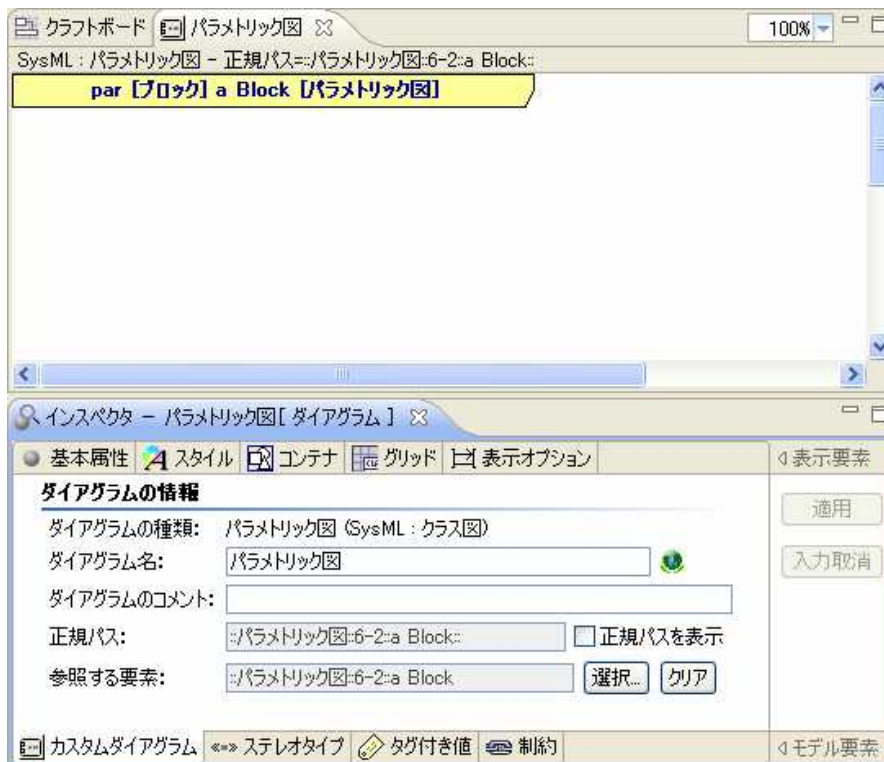 クラフトボード パラメトリック図
100%
SysML : パラメトリック図 - 正規パス=::パラメトリック図::6-2::a Block::
par [ブロック] a Block [パラメトリック図]
インスペクタ - パラメトリック図[ ダイアグラム ]
基本属性 スタイル コンテナ グリッド 表示オプション
表示要素
ダイアグラムの情報
適用
ダイアグラムの種類: パラメトリック図 (SysML : クラス図)
ダイアグラム名: パラメトリック図
入力取消
ダイアグラムのコメント:
正規パス: ::パラメトリック図::6-2::a Block:: 正規パスを表示
参照する要素: ::パラメトリック図::6-2::a Block 選択... クリア
カスタムダイアグラム «=» ステレオタイプ タグ付き値 制約
モデル要素